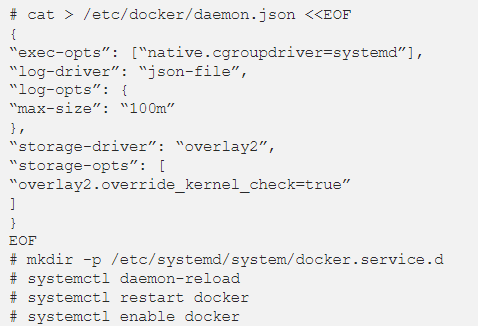 # cat > /etc/docker/daemon.json <<EOF
{
“exec-opts”: [“native.cgroupdriver=systemd”],
“log-driver”: “json-file”,
“log-opts”: {
“max-size”: “100m”
},
“storage-driver”: “overlay2”,
“storage-opts”: [
“overlay2.override_kernel_check=true”
]
}
EOF
# mkdir -p /etc/systemd/system/docker.service.d
# systemctl daemon-reload
# systemctl restart docker
# systemctl enable docker